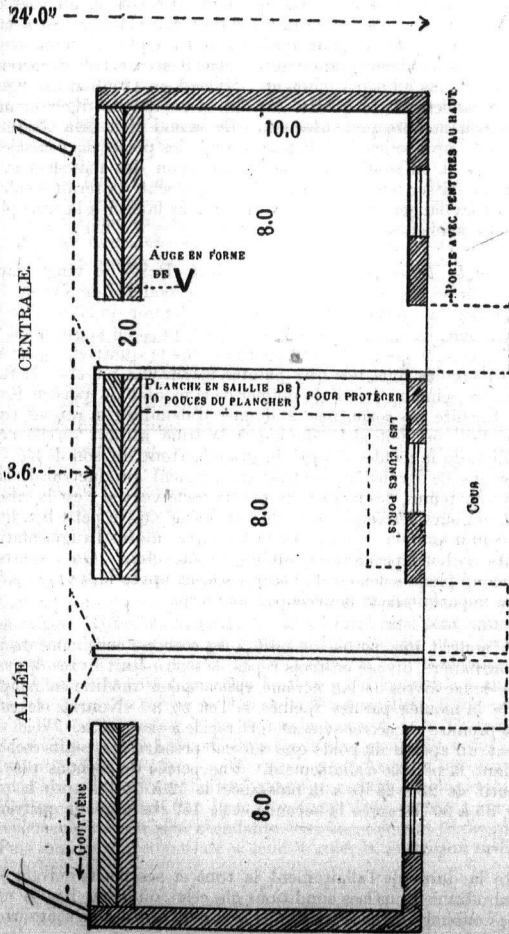 "24'.0"
10.0
8.0
PORTE AVEC PENTURES AU HAUT.
CENTRALE.
AUGE EN FORME
DE V
2.0
PLANCHE EN SAILLIE DE
10 POUCES DU PLANCHER
POUR PROTÉGER
LES JEUNES PORCS
3.6
8.0
COUR
ALLÉE
GOUTTIÈRE
8.0